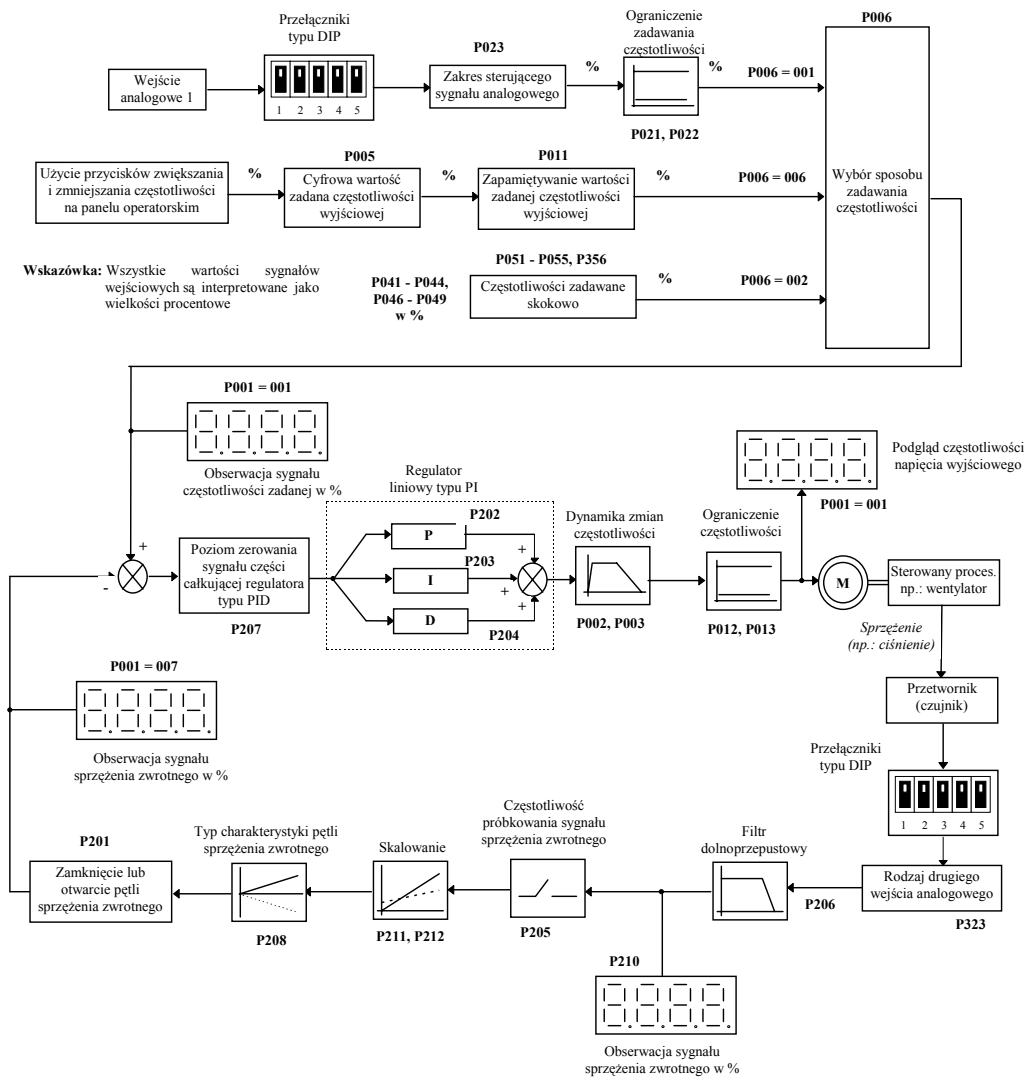 P006
Przełączniki
typu DIP
Ograniczenie
zadawania
częstotliwości
P023
Wejście
analogowe 1
1 2 3 4 5
Zakres sterującego
sygnału analogowego
%
%
P006 = 001
P021, P022
P005
P011
Użycie przycisków zwiększania
i zmniejszania częstotliwości
na panelu operatorskim
%
Cyfrowa wartość
zadana częstotliwości
wyjściowej
%
Zapamiętywanie wartości
zadanej częstotliwości
wyjściowej
%
P006 = 006
Wybór sposobu
zadawania
częstotliwości
Wskazówka: Wszystkie wartości sygnałów
wejściowych są interpretowane jako
wielkości procentowe
P051 - P055, P356
P041 - P044,
P046 - P049
w %
Częstotliwości zadawane
skokowo
%
P006 = 002
P001 = 001
Obserwacja sygnału
częstotliwości zadanej w %
Regulator
liniowy typu PI
Podgląd częstotliwości
napięcia wyjściowego
P001 = 001
+
-
Poziom zerowania
sygnału części
całkującej regulatora
typu PID
P207
P202
P
P203
I
D
P204
+
+
+
Dynamika zmian
częstotliwości
P002, P003
Ograniczenie
częstotliwości
P012, P013
M
Sterowany proces.
np.: wentylator
Sprzężenie
(np.: ciśnienie)
P001 = 007
Obserwacja sygnału
sprzężenia zwrotnego w %
Przetwornik
(czujnik)
Przełączniki
typu DIP
1 2 3 4 5
P201
Zamknięcie lub
otwarcie pętli
sprzężenia zwrotnego
Typ charakterystyki pętli
sprzężenia zwrotnego
P208
Skalowanie
P211, P212
Częstotliwość
próbkowania sygnału
sprzężenia zwrotnego
P205
Filtr
dolnoprzepustowy
P206
Rodzaj drugiego
wejścia analogowego
P323
P210
Obserwacja sygnału
sprzężenia zwrotnego w %